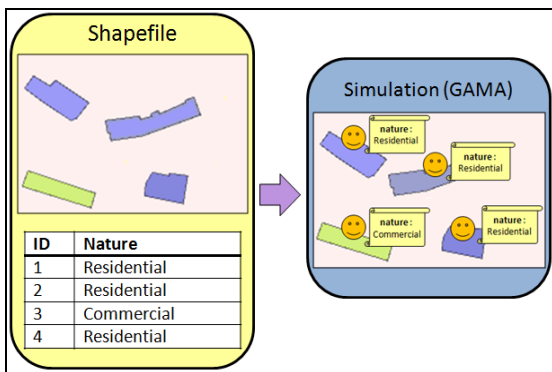 Shapefile
ID Nature
1 Residential
2 Residential
3 Commercial
4 Residential
Simulation (GAMA)
nature:
Residential
nature:
Residential
nature:
Commercial
nature:
Residential